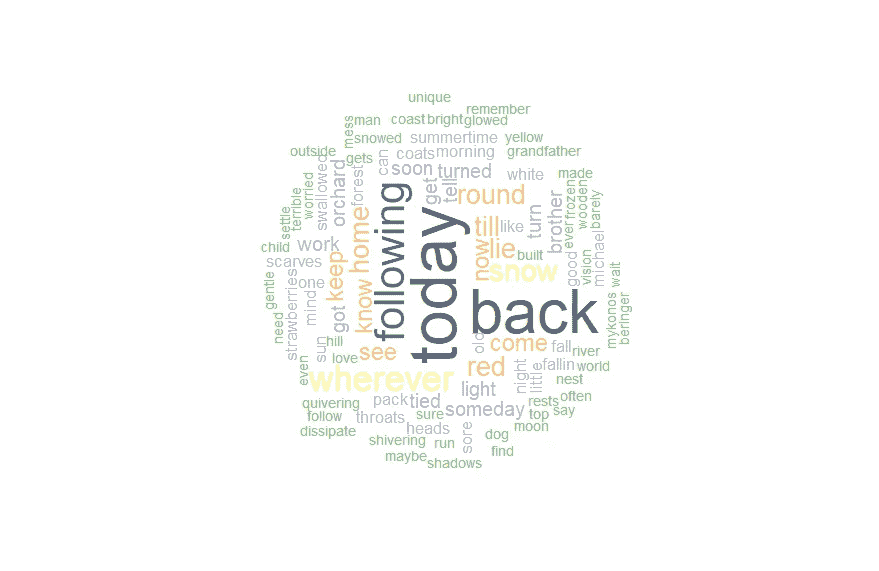 unique
remember
man coast bright glowed
mess
snowed summertime yellow
outside gets can coats morning grandfather
swallowed orchard forest soon turned white made
worried terrible settle
get tell round
brother ever frozen wooden barely
following today home
till like turn
child work now lie built
scarves keep snow good vision michael wait
gentle strawberries one mind got know back
need mykonos beringer
sun hill old come fall river
even love see fallin world
wherever red night little nest
light
quivering pack tied rests often
follow throats sure someday top say
dissipate heads sore moon
shivering run dog
maybe find
shadows